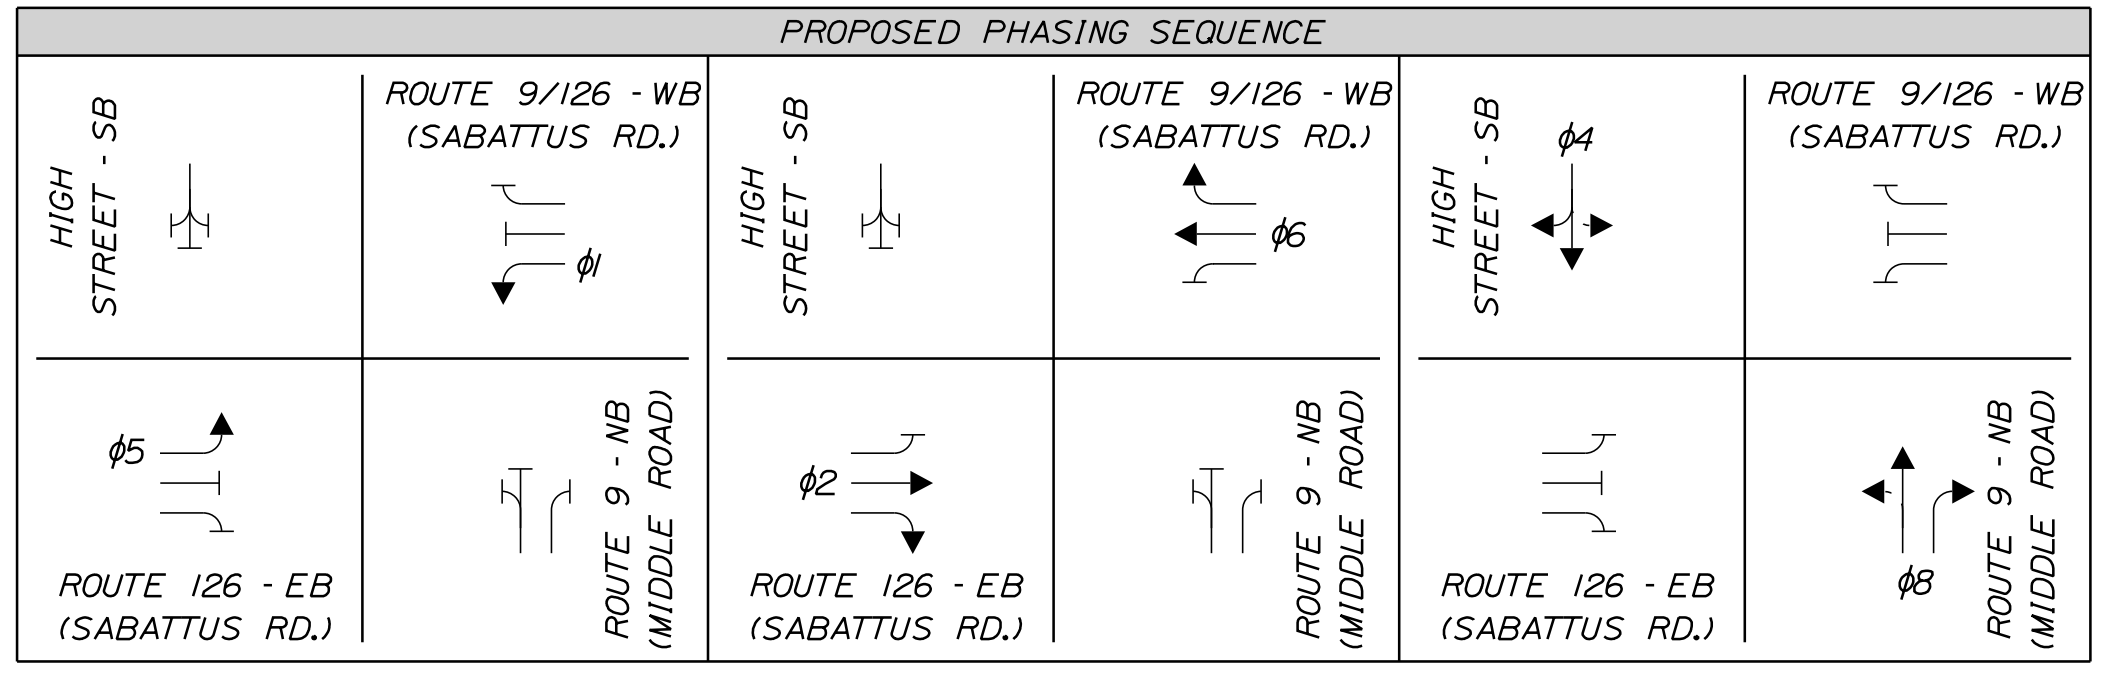 PROPOSED PHASING SEQUENCE
HIGH
STREET - SB
ROUTE 9/126 - WB
(SABATTUS RD.)
ϕ1
ϕ5
ROUTE 126 - EB
(SABATTUS RD.)
ROUTE 9 - NB
(MIDDLE ROAD)
HIGH
STREET - SB
ROUTE 9/126 - WB
(SABATTUS RD.)
ϕ6
ϕ2
ROUTE 126 - EB
(SABATTUS RD.)
ROUTE 9 - NB
(MIDDLE ROAD)
HIGH
STREET - SB
ϕ4
ROUTE 9/126 - WB
(SABATTUS RD.)
ROUTE 126 - EB
(SABATTUS RD.)
ϕ8
ROUTE 9 - NB
(MIDDLE ROAD)